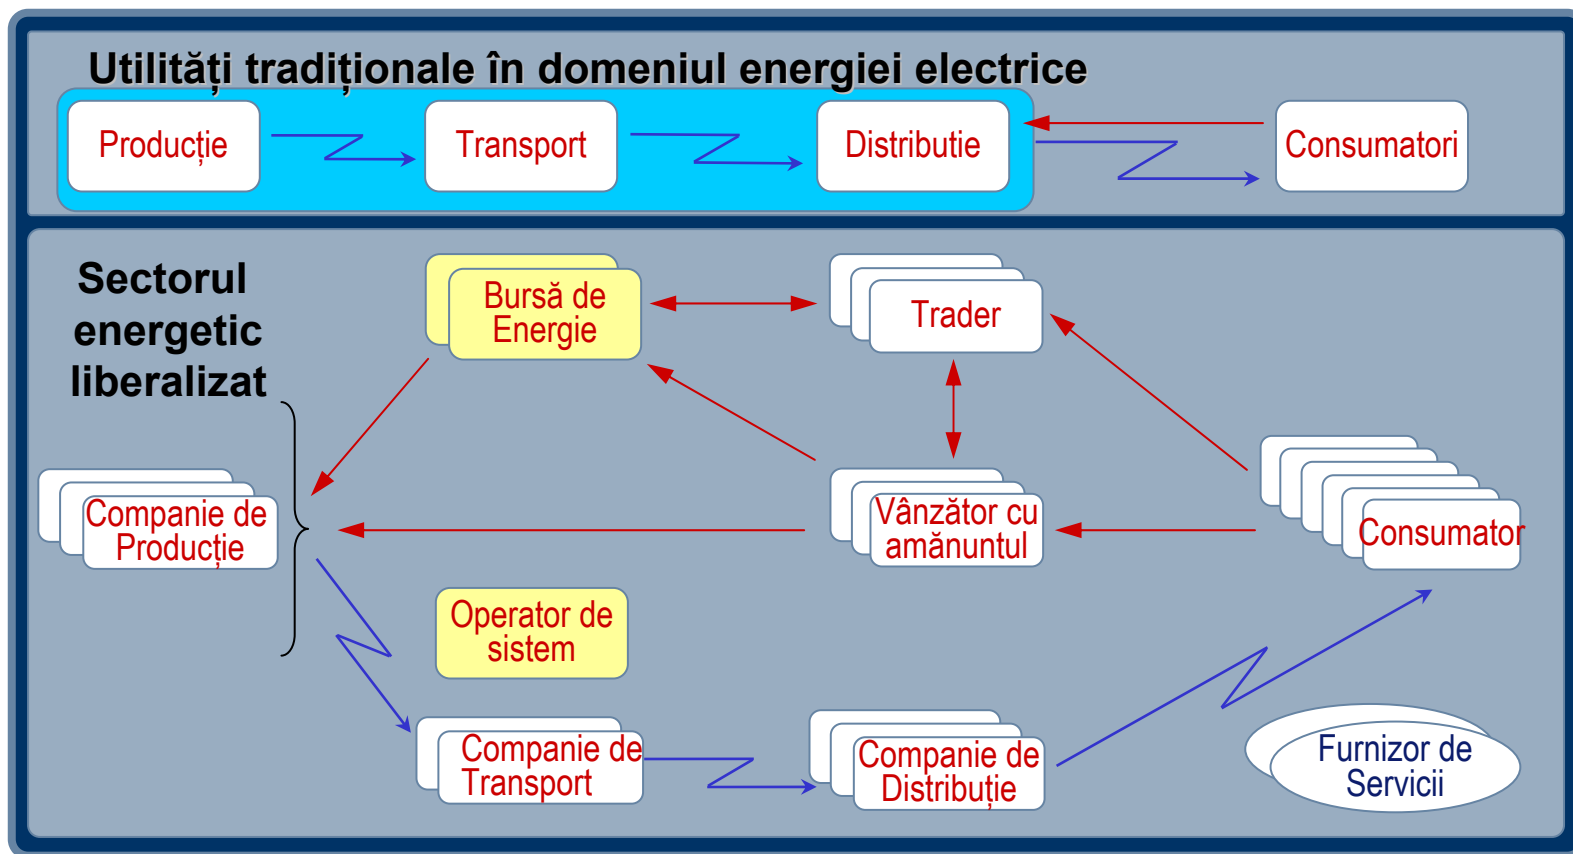 Utilități tradiționale în domeniul energiei electrice
Producție
Transport
Distributie
Consumatori
Sectorul
energetic
liberalizat
Bursă de
Energie
Trader
Companie de
Producție
Vânzător cu
amănuntul
Consumator
Operator de
sistem
Companie de
Transport
Companie de
Distribuție
Furnizor de
Servicii